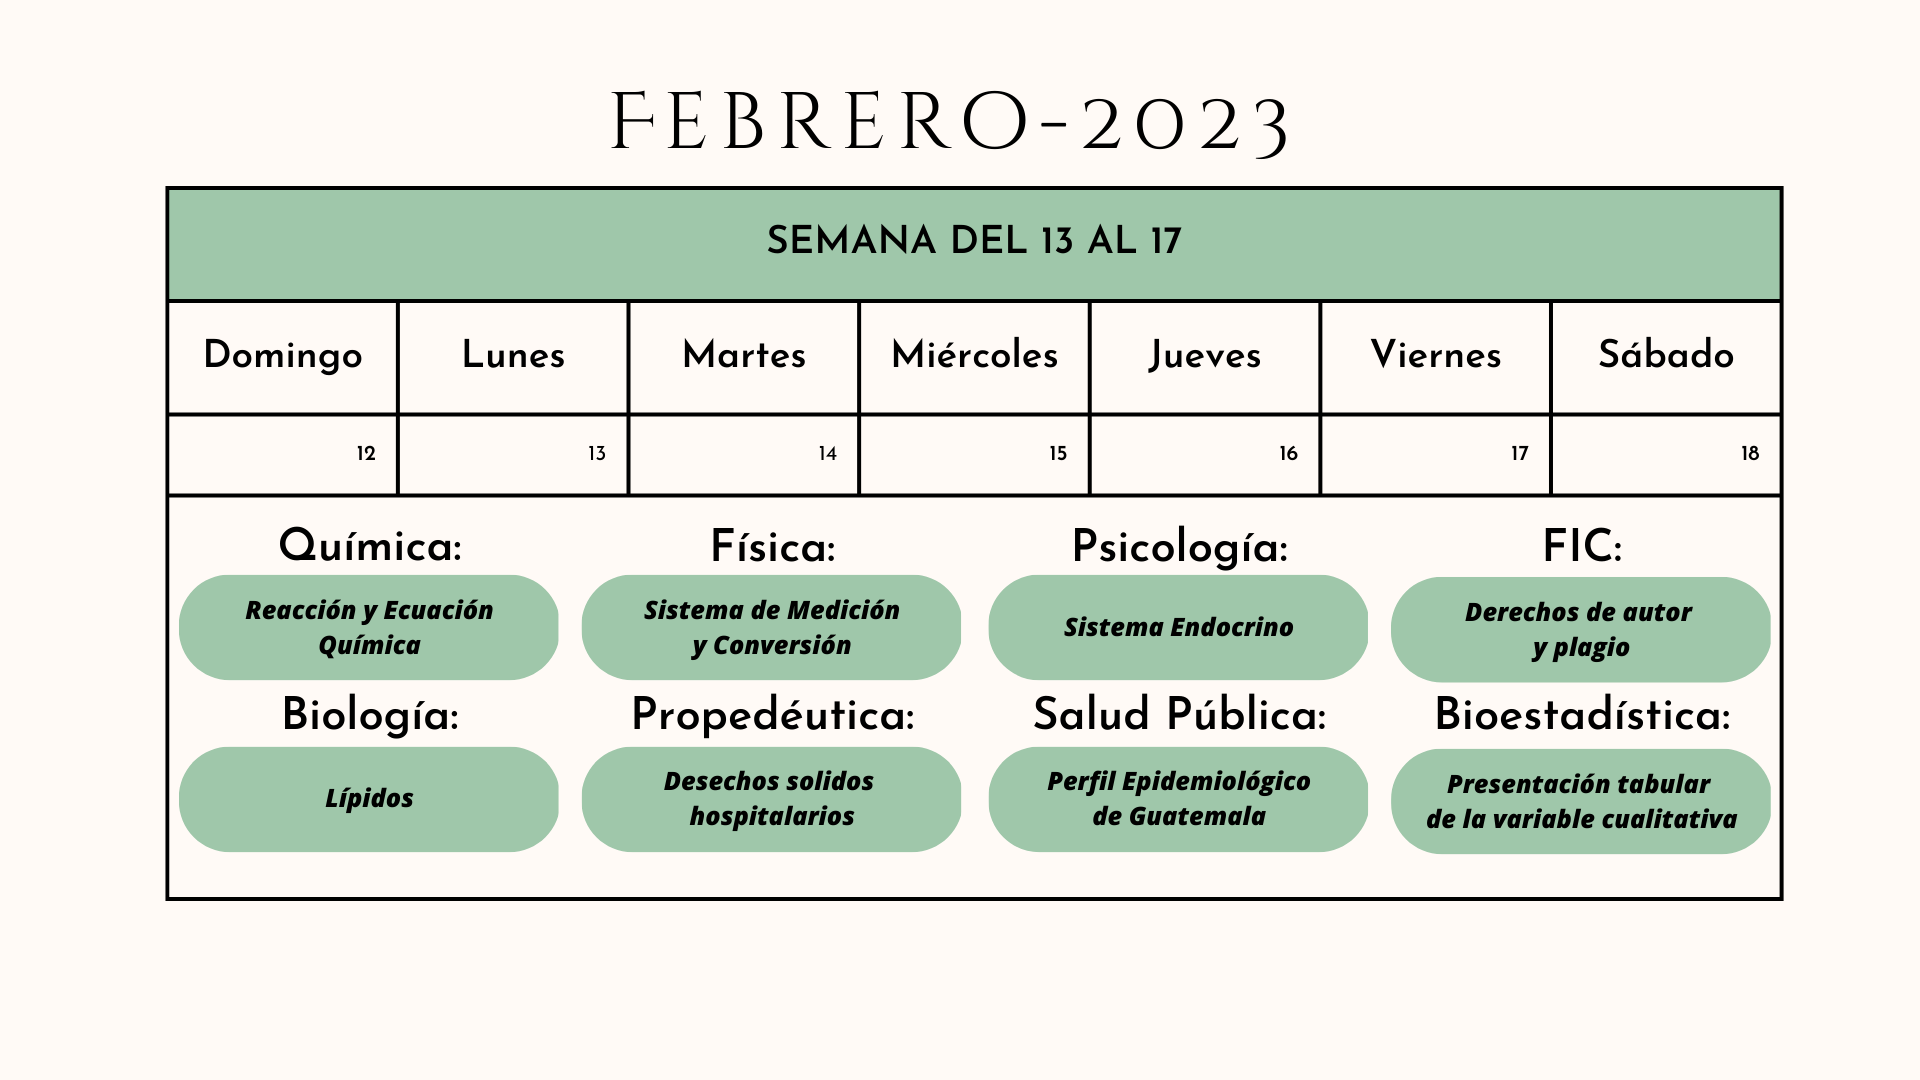 FEBRERO-2023
SEMANA DEL 13 AL 17
Domingo Lunes Martes Miércoles Jueves Viernes Sábado
12 13 14 15 16 17 18
Química: Física: Psicología: FIC:
Reacción y Ecuación
Química
Sistema de Medición
y Conversión
Sistema Endocrino
Derechos de autor
y plagio
Biología: Propedéutica: Salud Pública: Bioestadística:
Lípidos
Desechos solidos
hospitalarios
Perfil Epidemiológico
de Guatemala
Presentación tabular
de la variable cualitativa